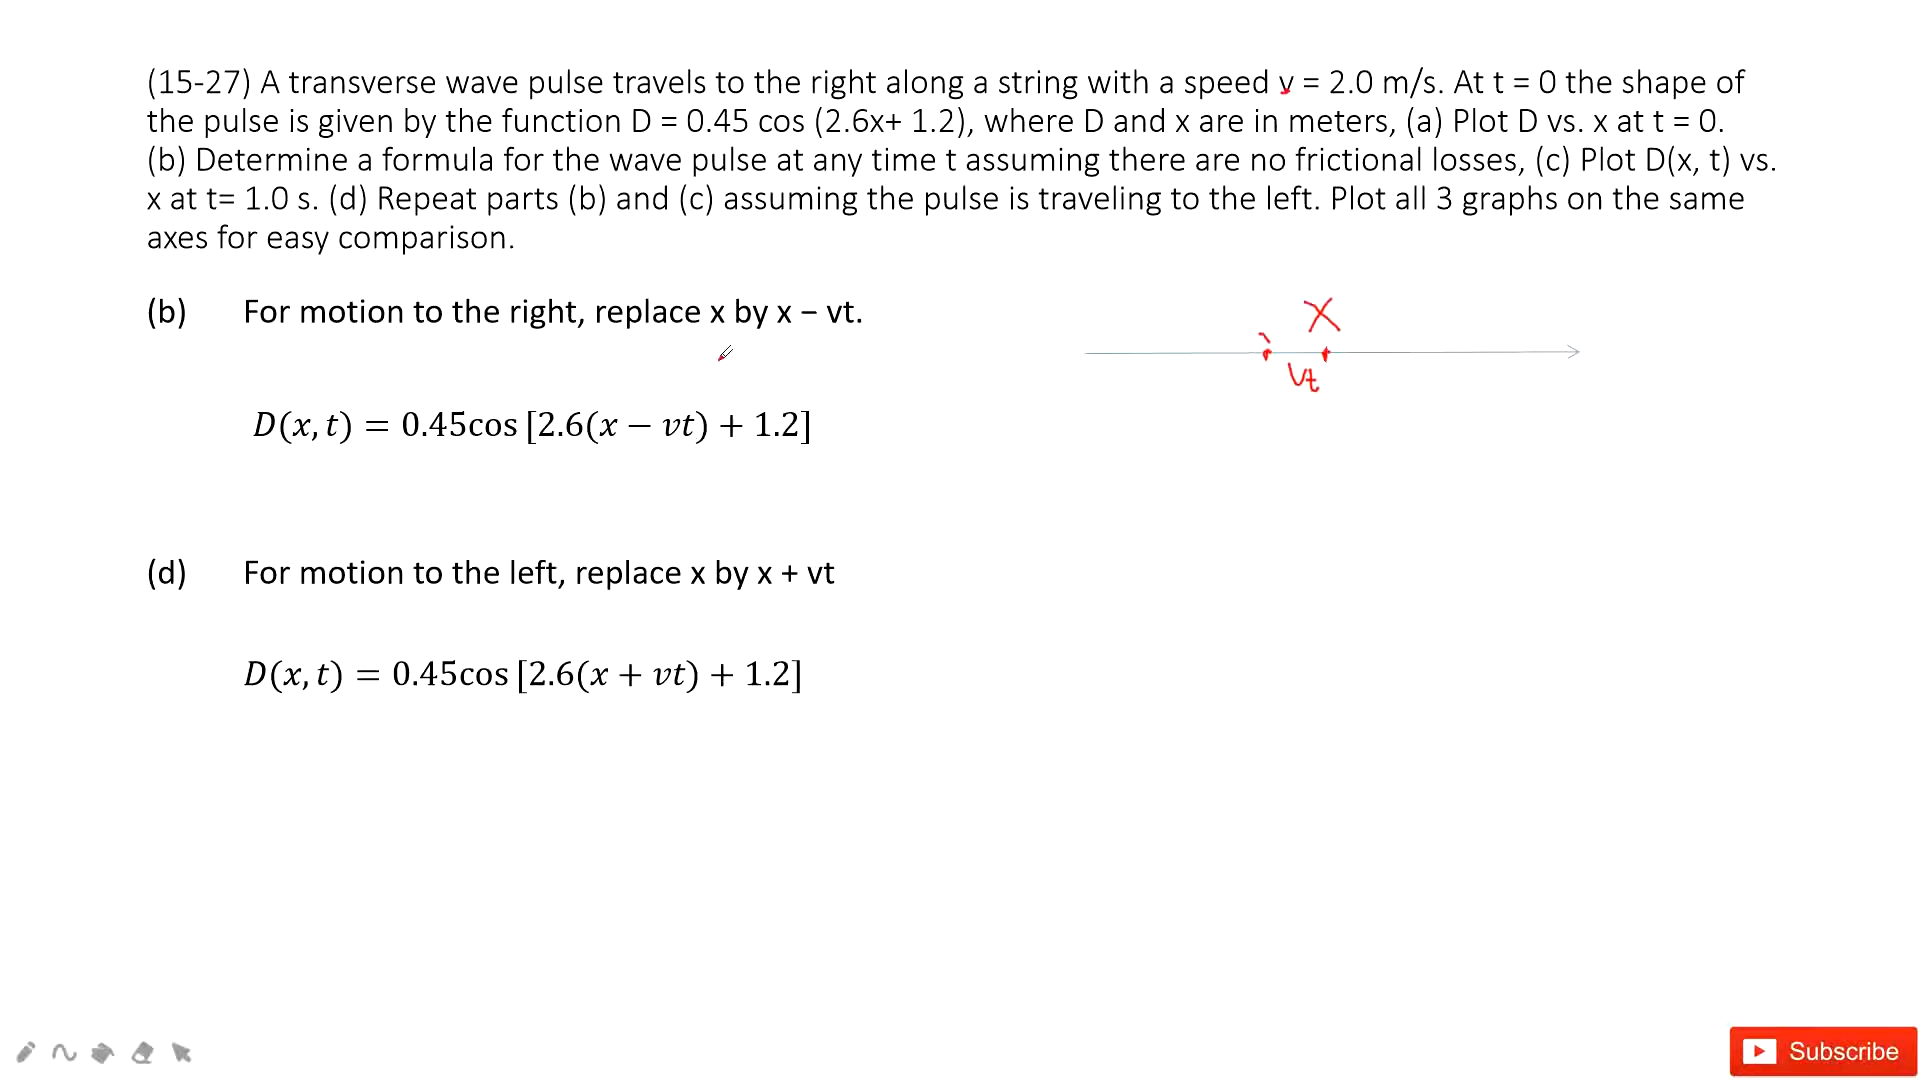 (15-27) A transverse wave pulse travels to the right along a string with a speed v = 2.0 m/s. At t = 0 the shape of
the pulse is given by the function D = 0.45 cos (2.6x+ 1.2), where D and x are in meters, (a) Plot D vs. x at t = 0.
(b) Determine a formula for the wave pulse at any time t assuming there are no frictional losses, (c) Plot D(x, t) vs.
x at t= 1.0 s. (d) Repeat parts (b) and (c) assuming the pulse is traveling to the left. Plot all 3 graphs on the same
axes for easy comparison.
(b) For motion to the right, replace x by x − vt.
X
Vt
D(x, t) = 0.45cos [2.6(x − vt) + 1.2]
(d) For motion to the left, replace x by x + vt
D(x, t) = 0.45cos [2.6(x + vt) + 1.2]
Subscribe